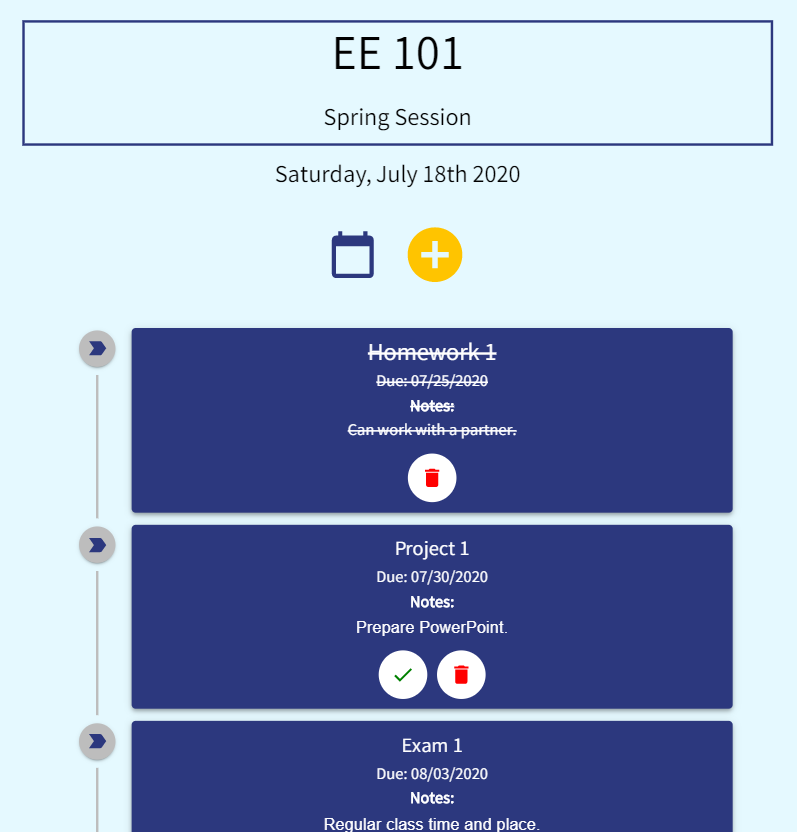 EE 101
Spring Session
Saturday, July 18th 2020
Homework 1
Due: 07/25/2020
Notes:
Can work with a partner.
Project 1
Due: 07/30/2020
Notes:
Prepare PowerPoint.
Exam 1
Due: 08/03/2020
Notes:
Regular class time and place.